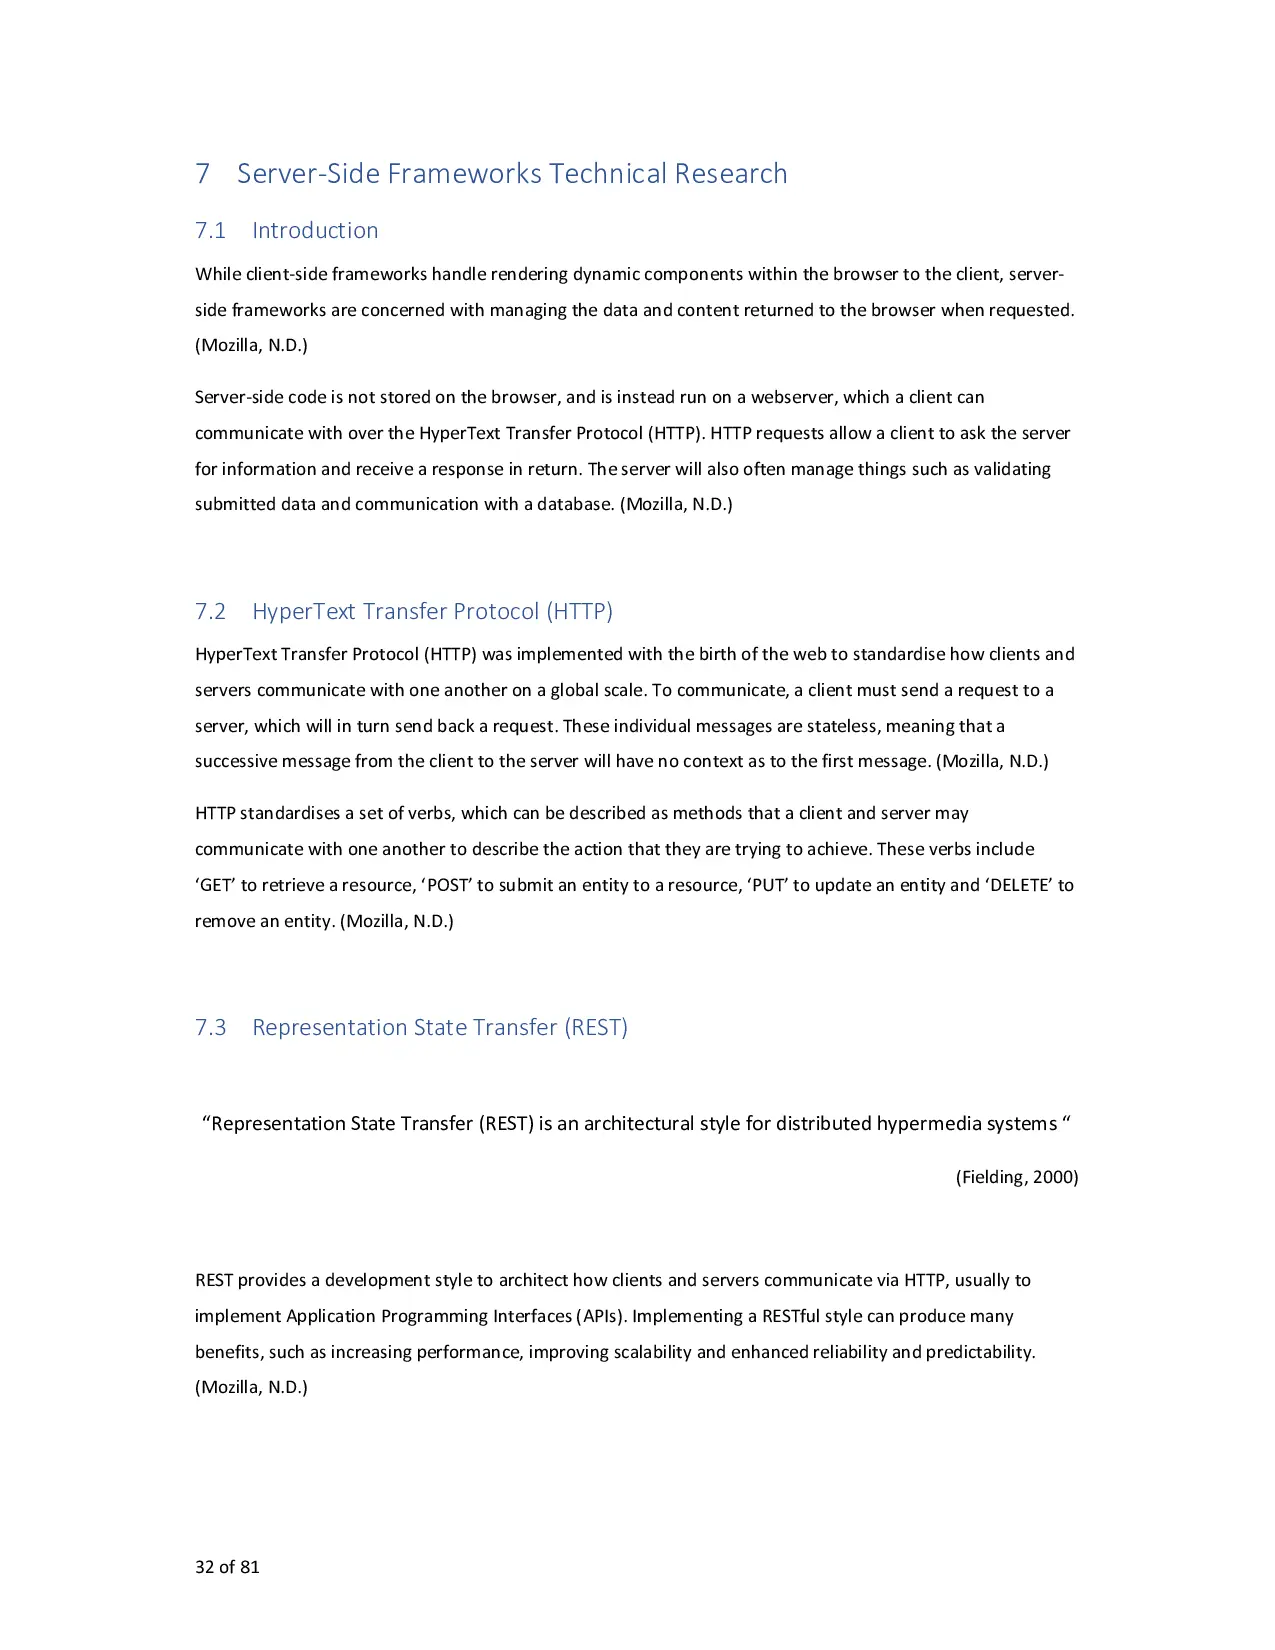 7 Server-Side Frameworks Technical Research
7.1 Introduction
While client-side frameworks handle rendering dynamic components within the browser to the client, server-
side frameworks are concerned with managing the data and content returned to the browser when requested.
(Mozilla, N.D.)
Server-side code is not stored on the browser, and is instead run on a webserver, which a client can
communicate with over the HyperText Transfer Protocol (HTTP). HTTP requests allow a client to ask the server
for information and receive a response in return. The server will also often manage things such as validating
submitted data and communication with a database. (Mozilla, N.D.)
7.2 HyperText Transfer Protocol (HTTP)
HyperText Transfer Protocol (HTTP) was implemented with the birth of the web to standardise how clients and
servers communicate with one another on a global scale. To communicate, a client must send a request to a
server, which will in turn send back a request. These individual messages are stateless, meaning that a
successive message from the client to the server will have no context as to the first message. (Mozilla, N.D.)
HTTP standardises a set of verbs, which can be described as methods that a client and server may
communicate with one another to describe the action that they are trying to achieve. These verbs include
‘GET’ to retrieve a resource, ‘POST’ to submit an entity to a resource, ‘PUT’ to update an entity and ‘DELETE’ to
remove an entity. (Mozilla, N.D.)
7.3 Representation State Transfer (REST)
“Representation State Transfer (REST) is an architectural style for distributed hypermedia systems “
(Fielding, 2000)
REST provides a development style to architect how clients and servers communicate via HTTP, usually to
implement Application Programming Interfaces (APIs). Implementing a RESTful style can produce many
benefits, such as increasing performance, improving scalability and enhanced reliability and predictability.
(Mozilla, N.D.)
32 of 81